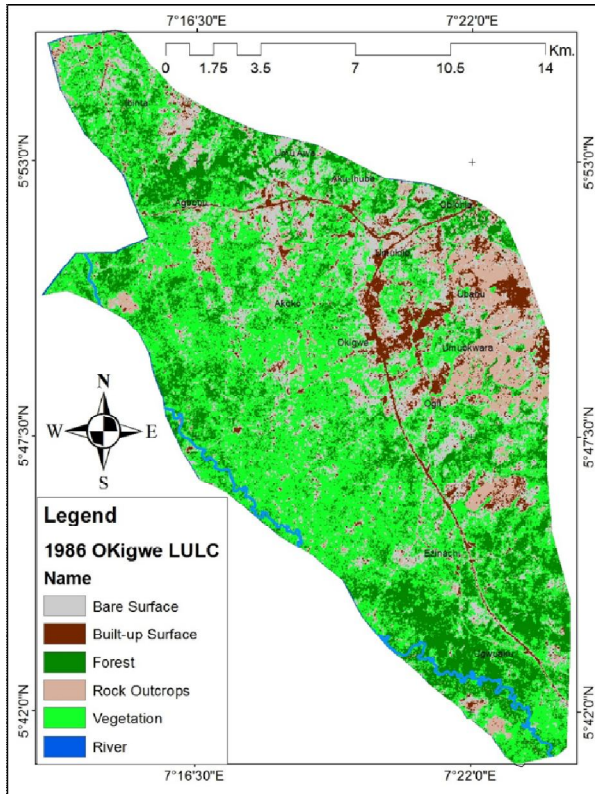 7°16'30"E
7°22'0"E
Km.
0
1.75
3.5
7
10.5
14
5°53'0"N
5°53'0"N
Aku Ihube
Okigwe
Umuokwara
5°47'30"N
5°47'30"N
N
W
E
S
Ezinachi
Legend
1986 OKigwe LULC
Name
Bare Surface
Built-up Surface
Forest
Rock Outcrops
Vegetation
River
5°42'0"N
5°42'0"N
7°16'30"E
7°22'0"E